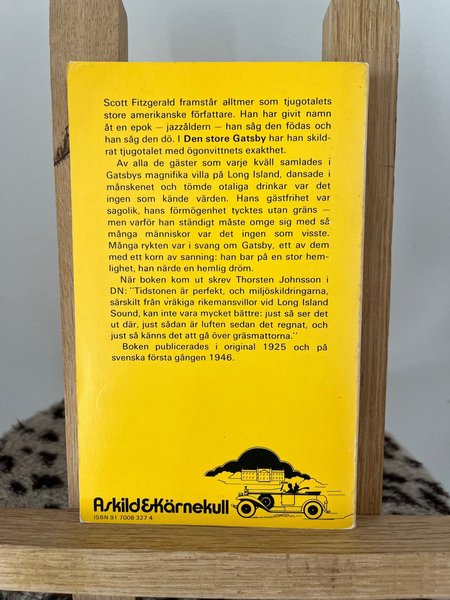 Scott Fitzgerald framstår alltmer som tjugotalets
store amerikanske författare. Han har givit namn
åt en epok — jazzåldern — han såg den födas och
han såg den dö. I Den store Gatsby har han skild-
rat tjugotalet med ögonvittnets exakthet.
Av alla de gäster som varje kväll samlades i
Gatsbys magnifika villa på Long Island, dansade i
månskenet och tömde otaliga drinkar var det
ingen som kände värden. Hans gästfrihet var
sagolik, hans förmögenhet tycktes utan gräns —
men varför han ständigt måste omge sig med så
många människor var det ingen som visste.
Många rykten var i svang om Gatsby, ett av dem
med ett korn av sanning: han bar på en stor hem-
lighet, han närde en hemlig dröm.
När boken kom ut skrev Thorsten Johnsson i
DN: "Tidstonen är perfekt, och miljöskildringarna,
särskilt från vräkiga rikemansvillor vid Long Island
Sound, kan inte vara mycket bättre: just så ser det
ut där, just sådan är luften sedan det regnat, och
just så känns det att gå över gräsmattorna."
Boken publicerades i original 1925 och på
svenska första gången 1946.
Askild&Kärnekull
ISBN 91 7008 327 4